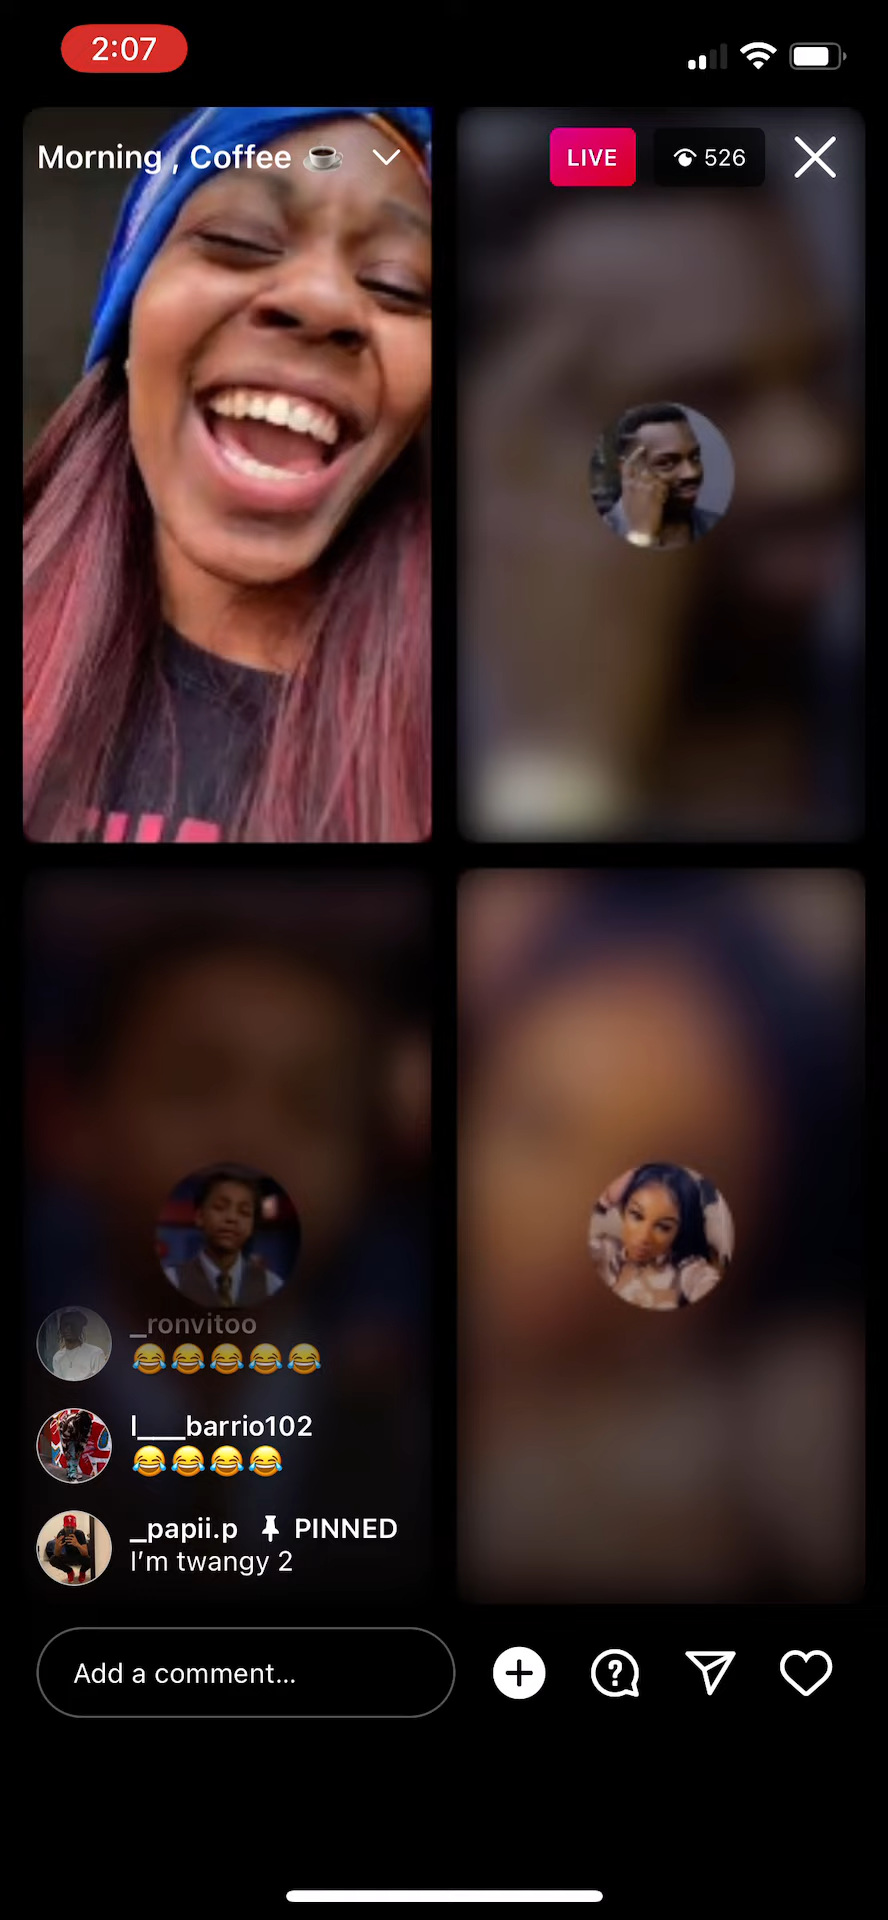 2:07
Morning , Coffee ☕
LIVE
526
_ronvitoo
😂😂😂😂😂
l___barrio102
😂😂😂😂
_papii.p 📌 PINNED
I'm twangy 2
Add a comment...